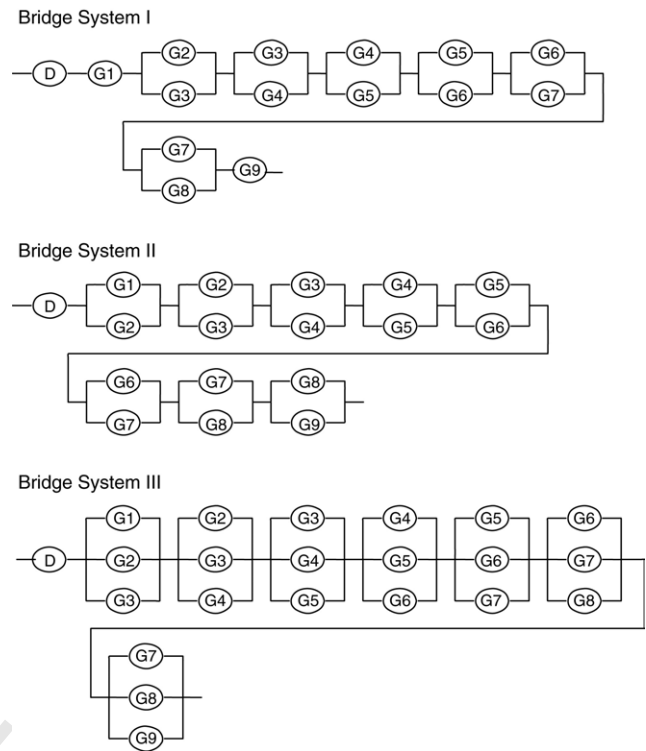 Bridge System I
G2 G3 G4 G5 G6
D G1
G3 G4 G5 G6 G7
G7
G9
G8
Bridge System II
G1 G2 G3 G4 G5
D
G2 G3 G4 G5 G6
G6 G7 G8
G7 G8 G9
Bridge System III
G1 G2 G3 G4 G5 G6
D G2 G3 G4 G5 G6 G7
G3 G4 G5 G6 G7 G8
G7
G8
G9